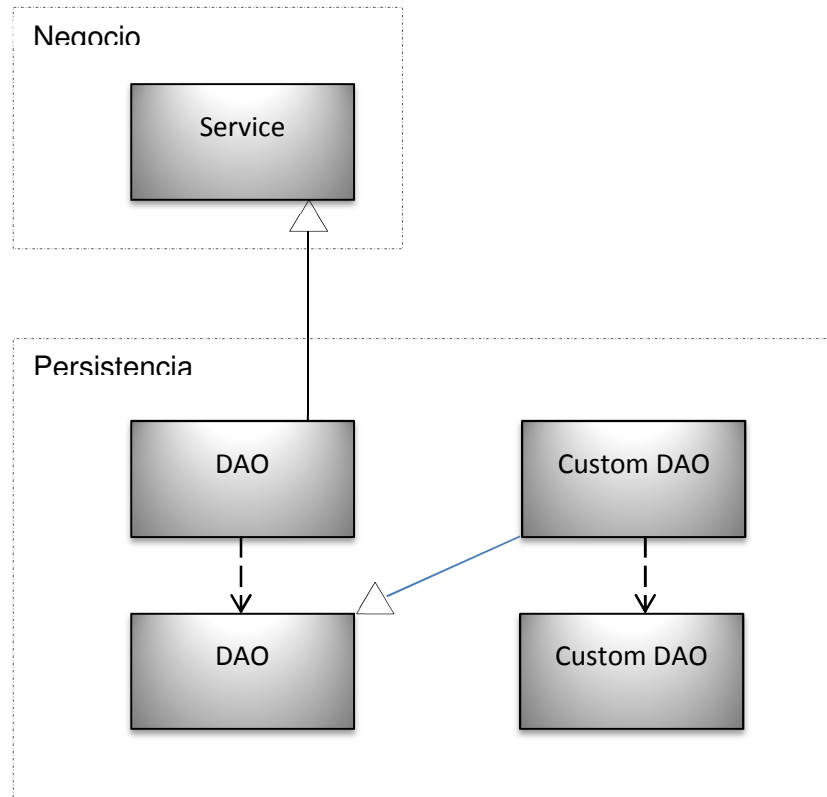 Negocio
Service
Persistencia
DAO
Custom DAO
DAO
Custom DAO